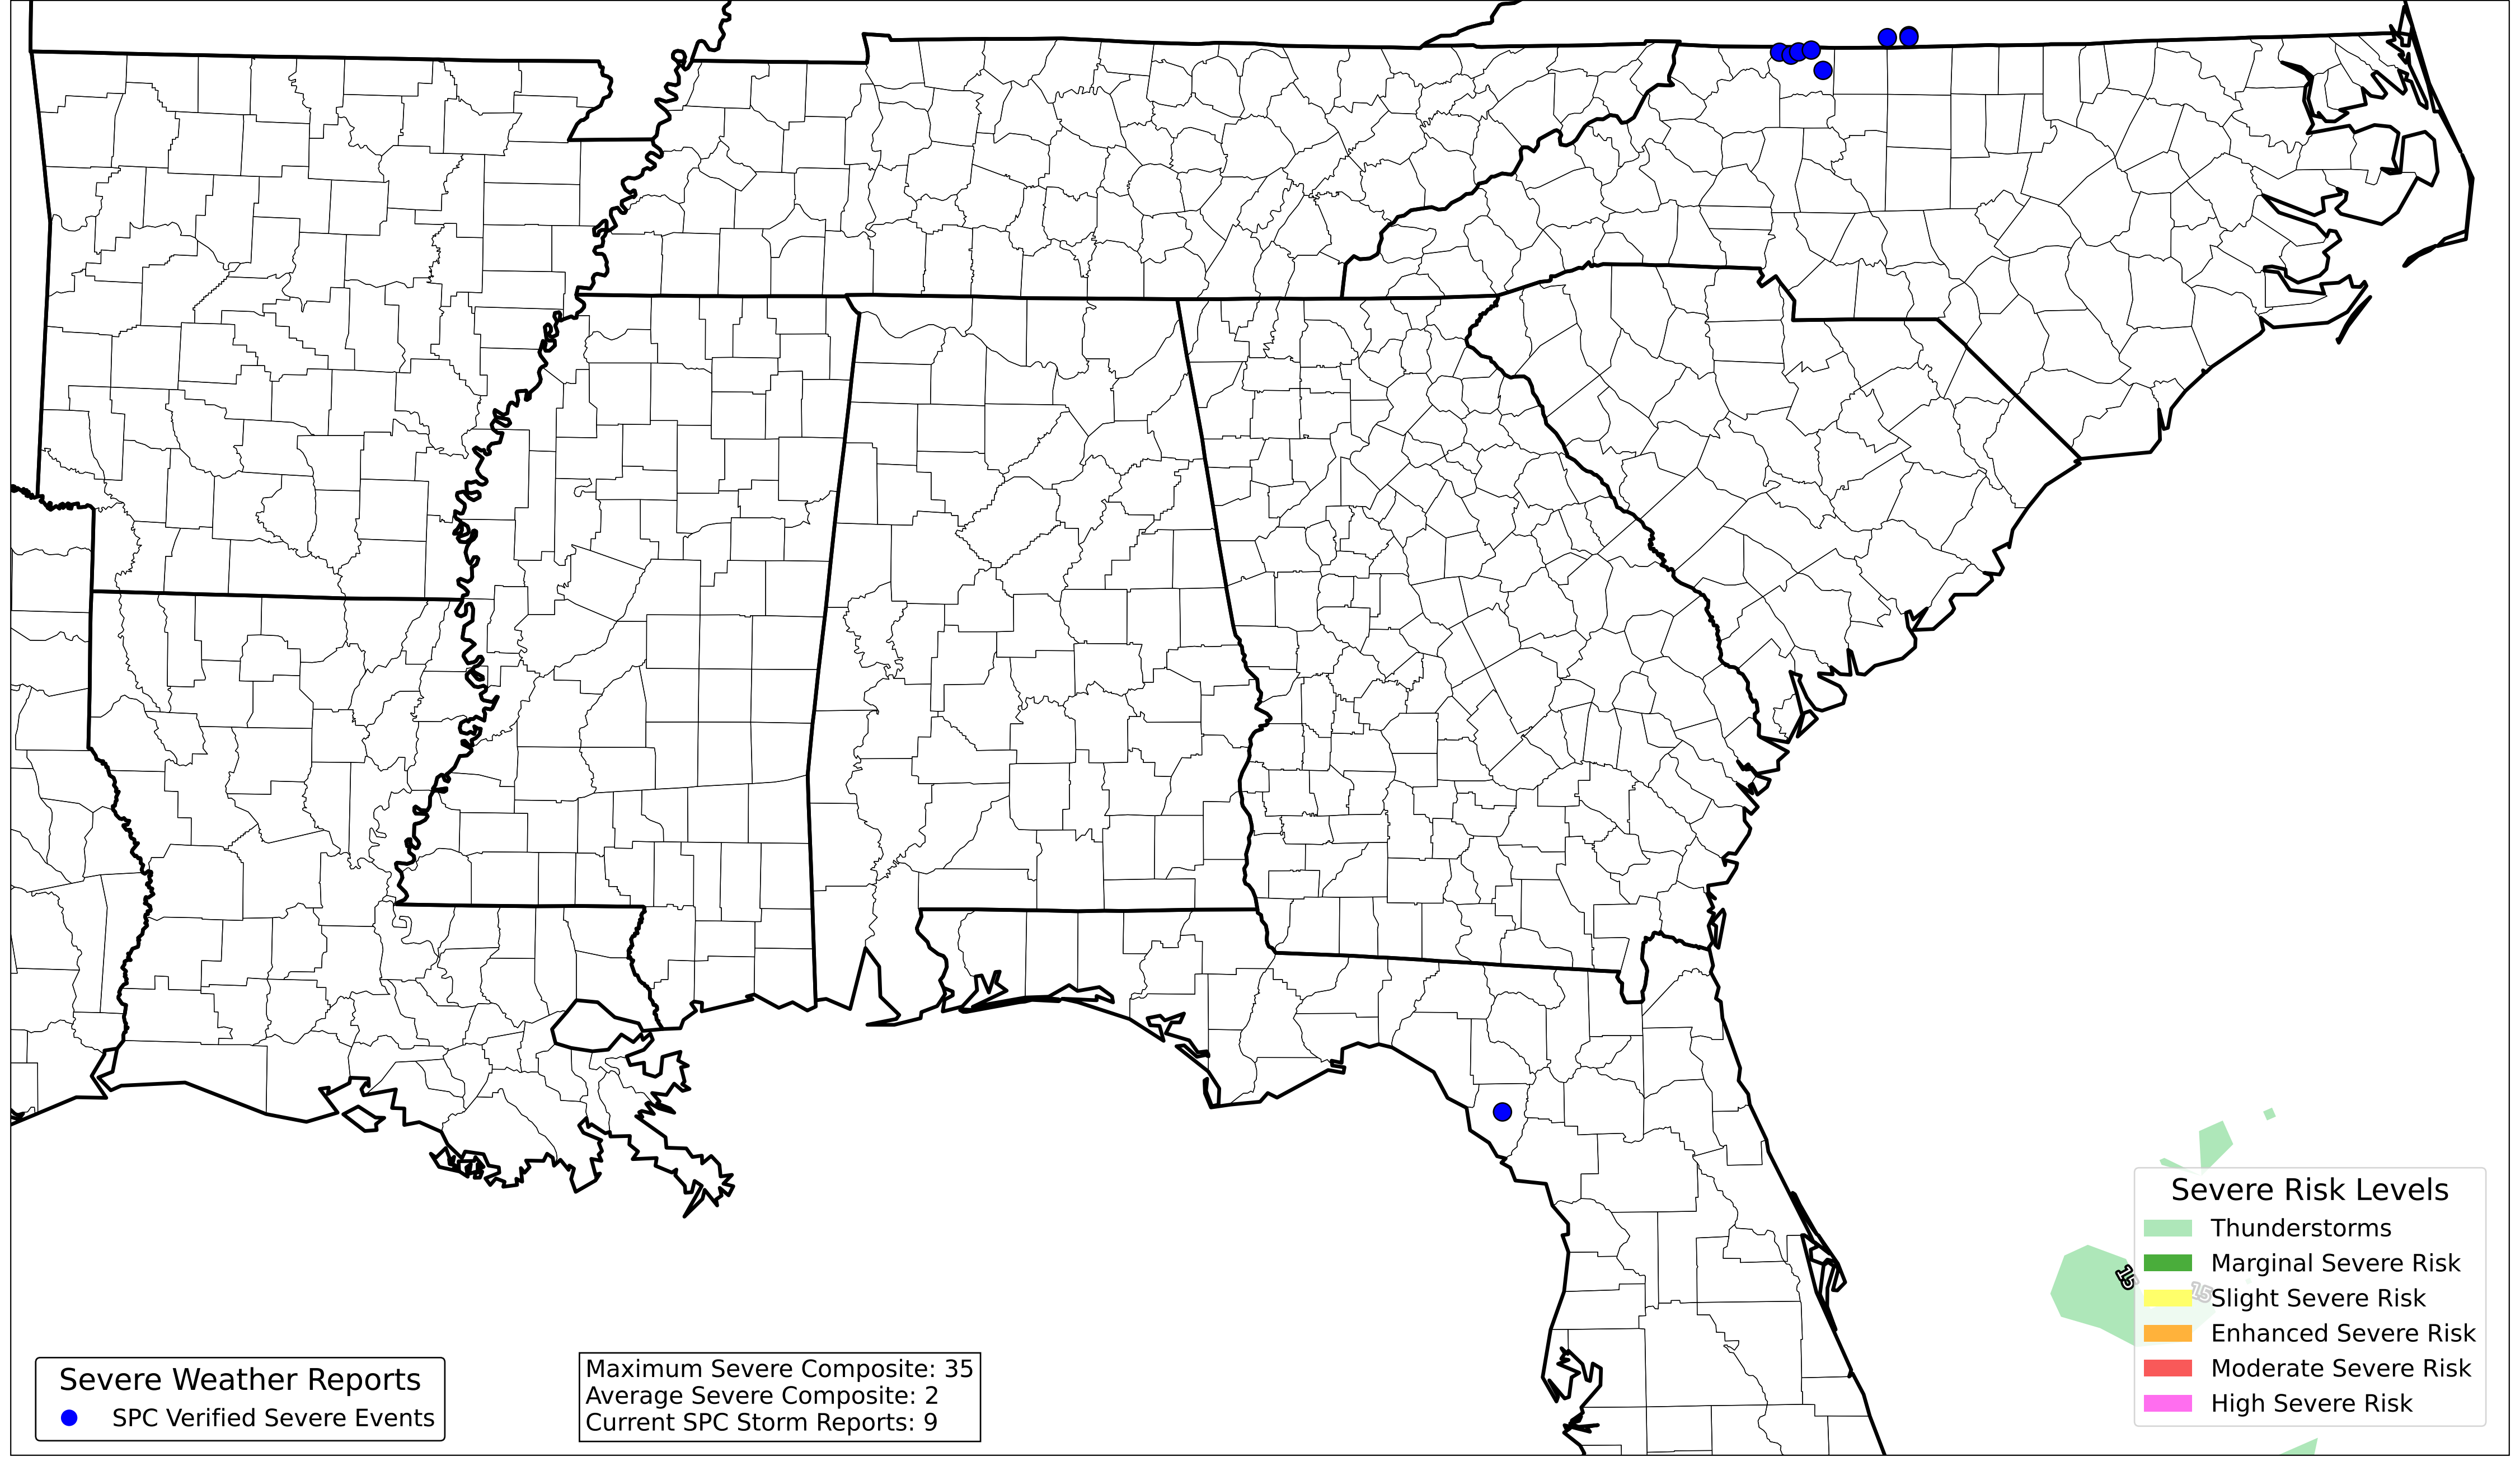 15
15
Severe Risk Levels
Thunderstorms
Marginal Severe Risk
Slight Severe Risk
Enhanced Severe Risk
Moderate Severe Risk
High Severe Risk
Severe Weather Reports
SPC Verified Severe Events
Maximum Severe Composite: 35
Average Severe Composite: 2
Current SPC Storm Reports: 9